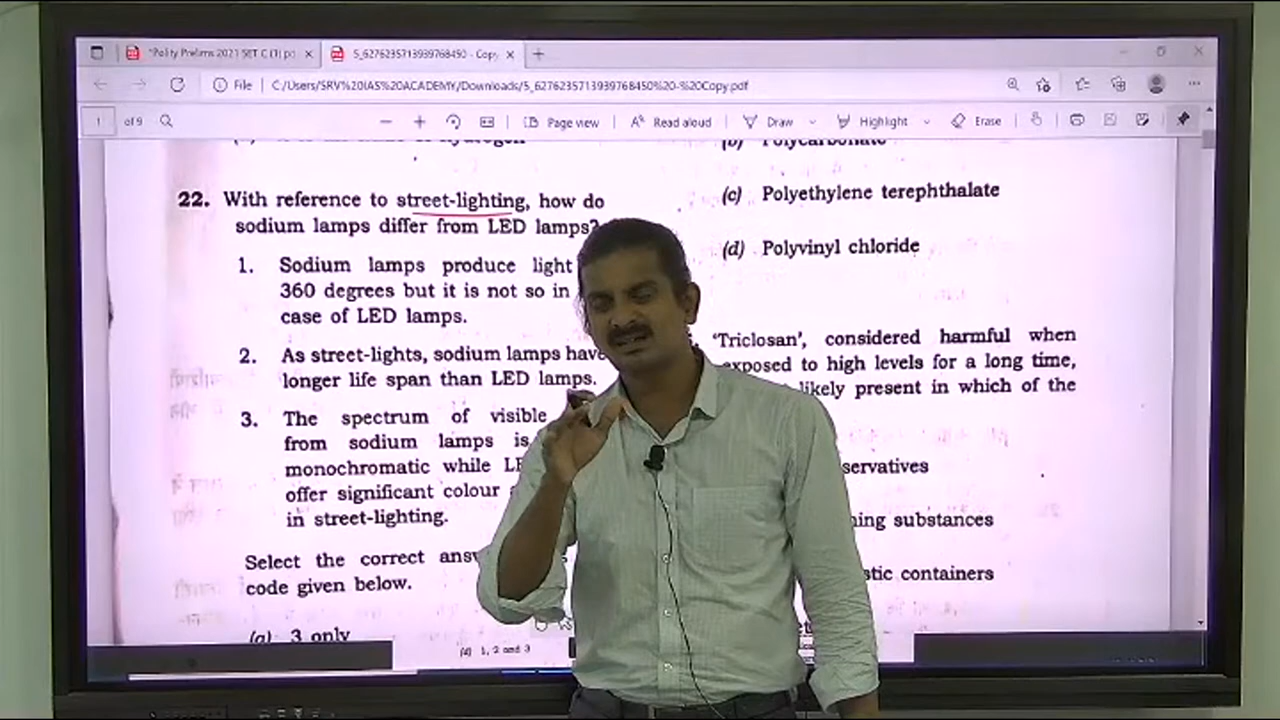 "Polity Prelims 2021 SET C (1) pd
5_6276235713939768450 - Copy.
File
C:/Users/SRV%20IAS%20ACADEMY/Downloads/5_6276235713939768450%20-%20Copy.pdf
1 of 9
Page view
Read aloud
Draw
Highlight
Erase
22. With reference to street-lighting, how do
sodium lamps differ from LED lamps?
1. Sodium lamps produce light
360 degrees but it is not so in
case of LED lamps.
2. As street-lights, sodium lamps have
longer life span than LED lamps.
3. The spectrum of visible
from sodium lamps is
monochromatic while
offer significant colour
in street-lighting.
Select the correct
code given below.
(a) 3 only
(d) 1, 2 and 3
(b) Polycarbonate
(c) Polyethylene terephthalate
(d) Polyvinyl chloride
'Triclosan', considered harmful when
exposed to high levels for a long time,
likely present in which of the
servatives
ing substances
stic containers